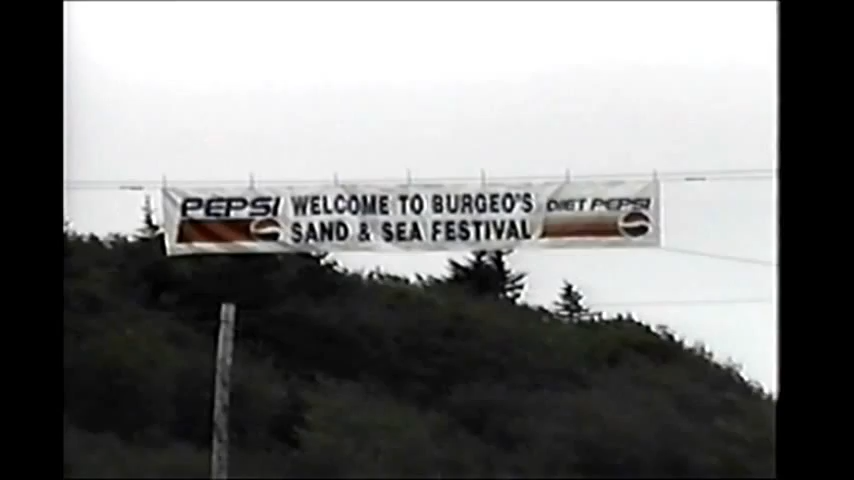 PEPSI WELCOME TO BURGEO'S DIET PEPSI
SAND & SEA FESTIVAL